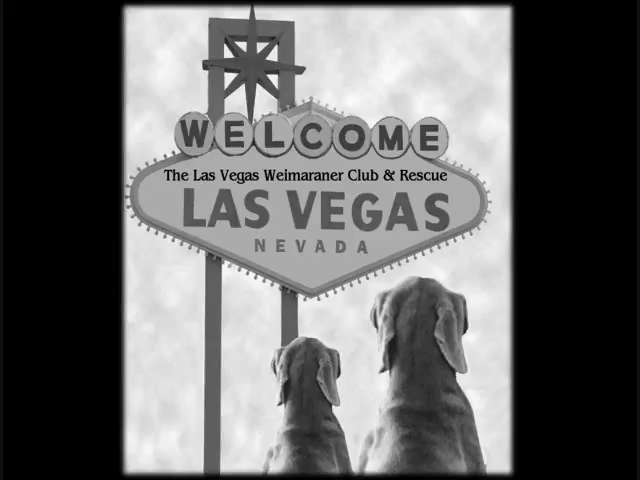 WELCOME
The Las Vegas Weimaraner Club & Rescue
LAS VEGAS
NEVADA